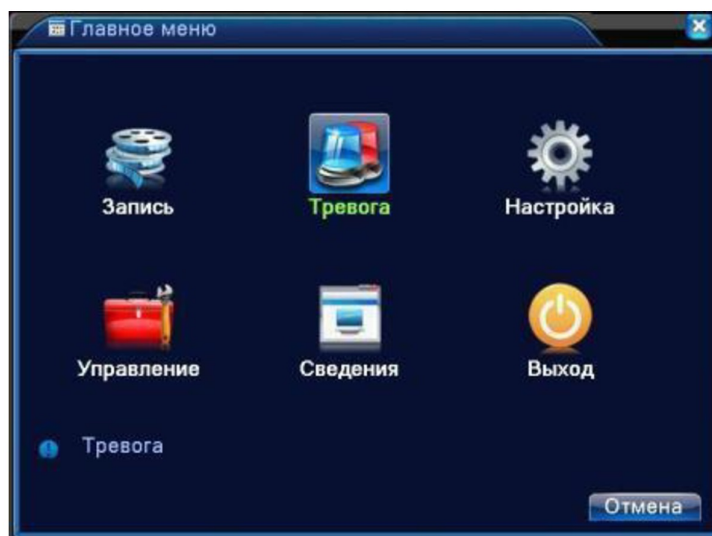 Главное меню
Запись
Тревога
Настройка
Управление
Сведения
Выход
Тревога
Отмена